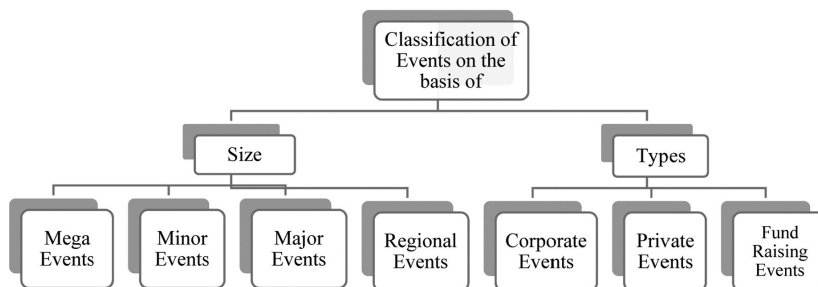 Classification of
Events on the
basis of
Size
Types
Mega
Events
Minor
Events
Major
Events
Regional
Events
Corporate
Events
Private
Events
Fund
Raising
Events